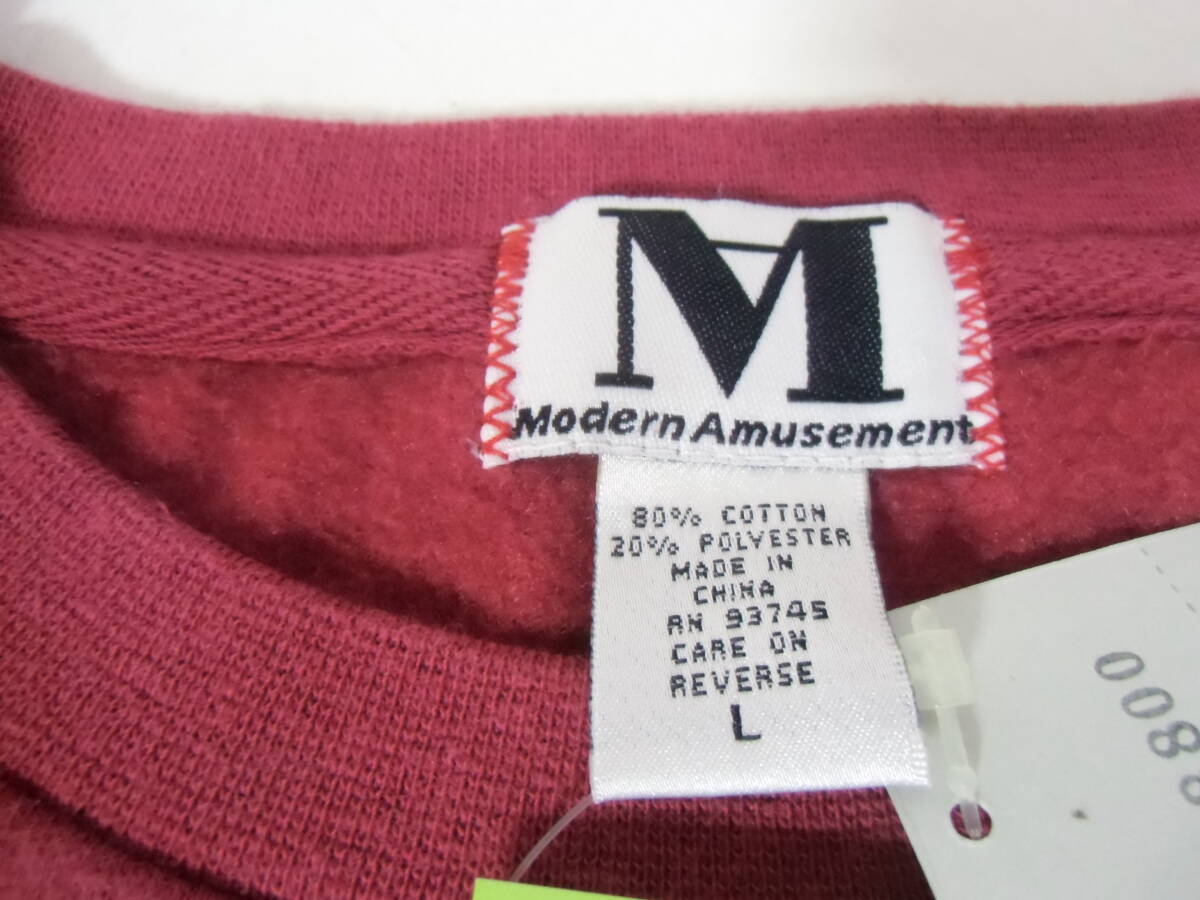 M
Modern Amusement
80% COTTON
20% POLYESTER
MADE IN
CHINA
RN 93745
CARE ON
REVERSE
L